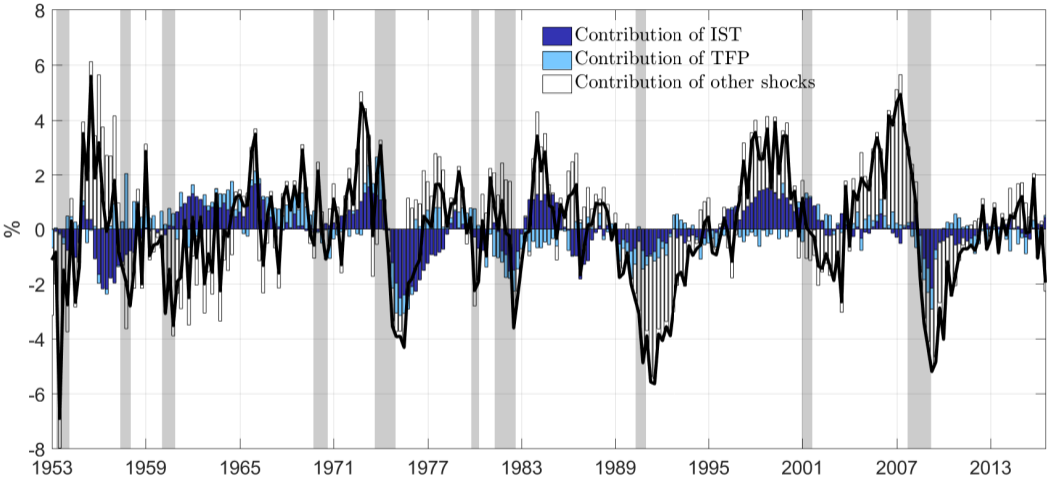 8
6
4
2
0
-2
-4
-6
-8
%
Contribution of IST
Contribution of TFP
Contribution of other shocks
1953 1959 1965 1971 1977 1983 1989 1995 2001 2007 2013